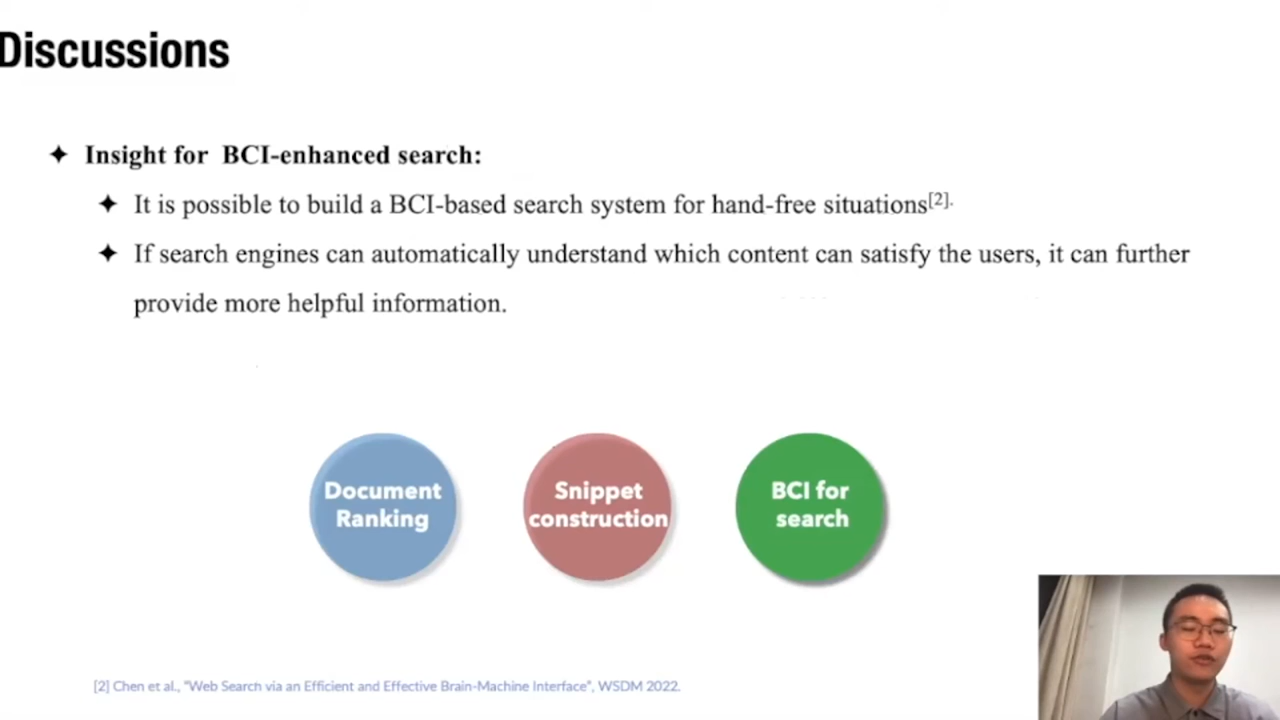 Discussions
✦ Insight for BCI-enhanced search:
✦ It is possible to build a BCI-based search system for hand-free situations[2].
✦ If search engines can automatically understand which content can satisfy the users, it can further
provide more helpful information.
Document
Ranking
Snippet
construction
BCI for
search
[2] Chen et al., “Web Search via an Efficient and Effective Brain-Machine Interface”, WSDM 2022.